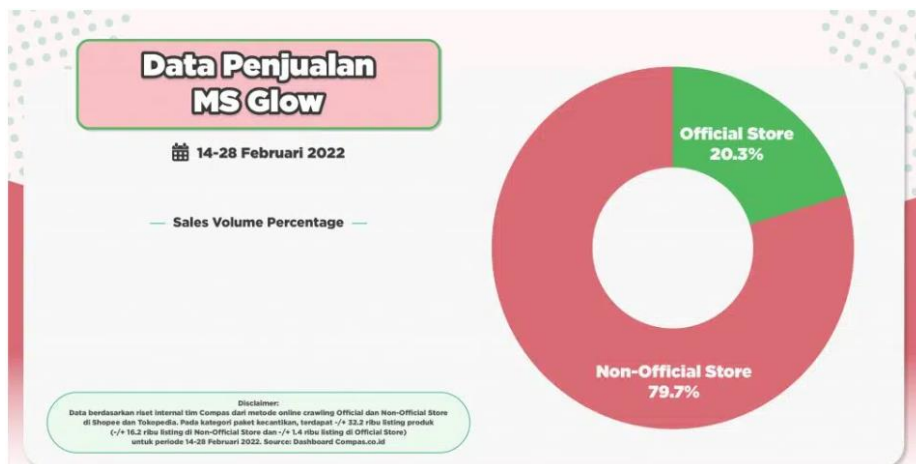 Data Penjualan
MS Glow
14-28 Februari 2022
Sales Volume Percentage
Official Store
20.3%
Non-Official Store
79.7%
Disclaimer:
Data berdasarkan riset internal tim Compas dari metode online crawling Official dan Non-Official Store
di Shopee dan Tokopedia. Pada kategori paket kecantikan, terdapat -/+ 32.2 ribu listing produk
(-/+ 16.2 ribu listing di Non-Official Store dan -/+ 1.4 ribu listing di Official Store)
untuk periode 14-28 Februari 2022. Source: Dashboard Compas.co.id